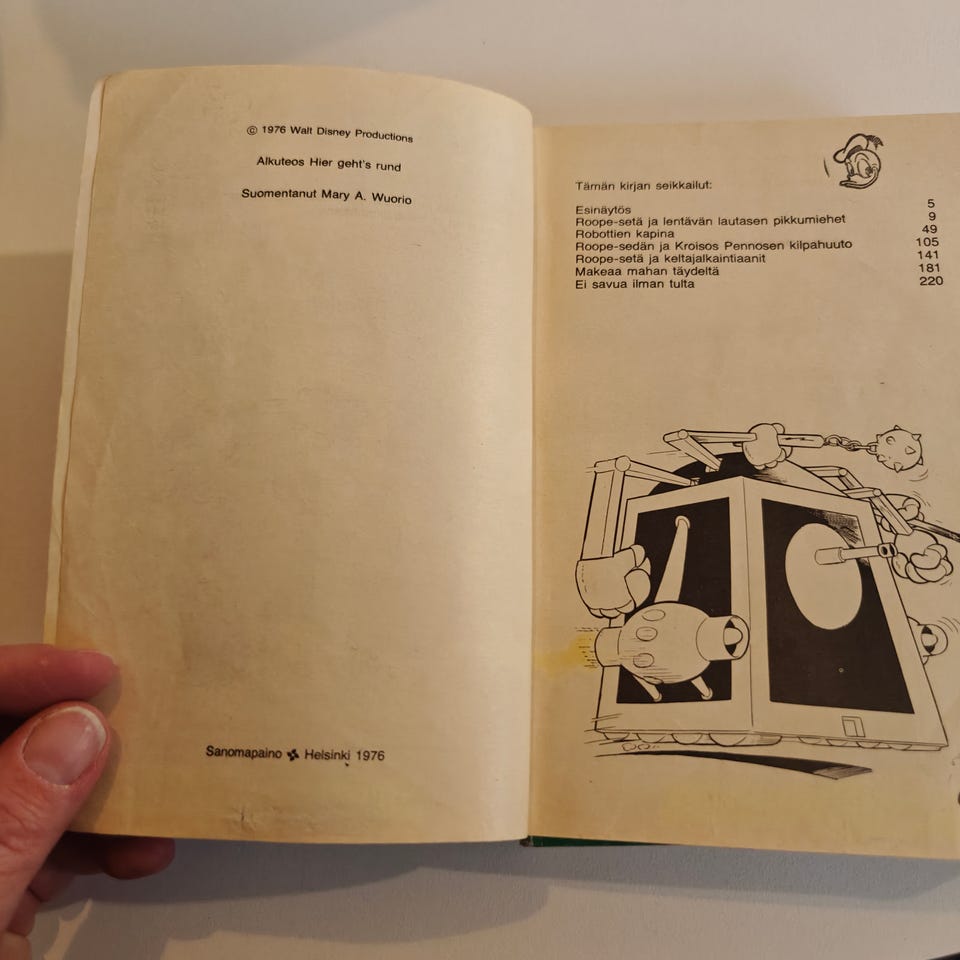 © 1976 Walt Disney Productions
Alkuteos Hier geht's rund
Suomentanut Mary A. Wuorio
Sanomapaino Helsinki 1976
Tämän kirjan seikkailut:
Esinäytös 5
Roope-setä ja lentävän lautasen pikkumiehet 9
Robottien kapina 49
Roope-sedän ja Kroisos Pennosen kilpahuuto 105
Roope-setä ja keltajalkaintiaanit 141
Makeaa mahan täydeltä 181
Ei savua ilman tulta 220